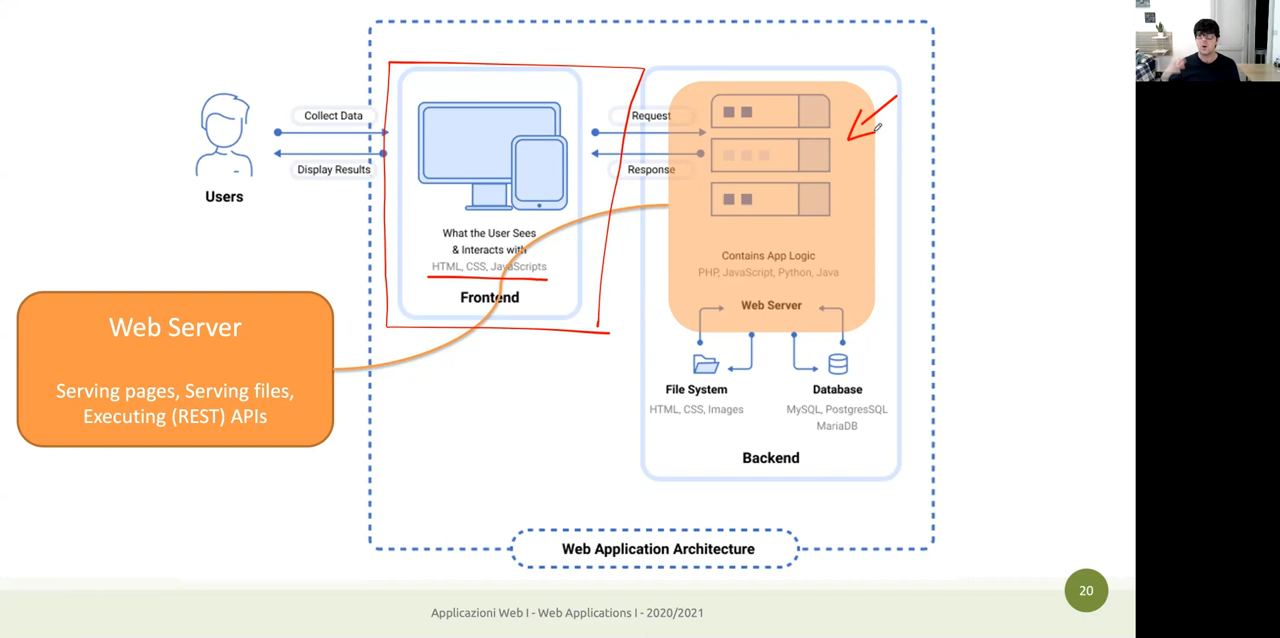 Collect Data
Display Results
Users
What the User Sees
& Interacts with
HTML, CSS, JavaScripts
Frontend
Request
Response
Contains App Logic
PHP, JavaScript, Python, Java
Web Server
File System
HTML, CSS, Images
Database
MySQL, PostgreSQL
MariaDB
Backend
Web Server
Serving pages, Serving files,
Executing (REST) APIs
Web Application Architecture
20
Applicazioni Web I - Web Applications I - 2020/2021